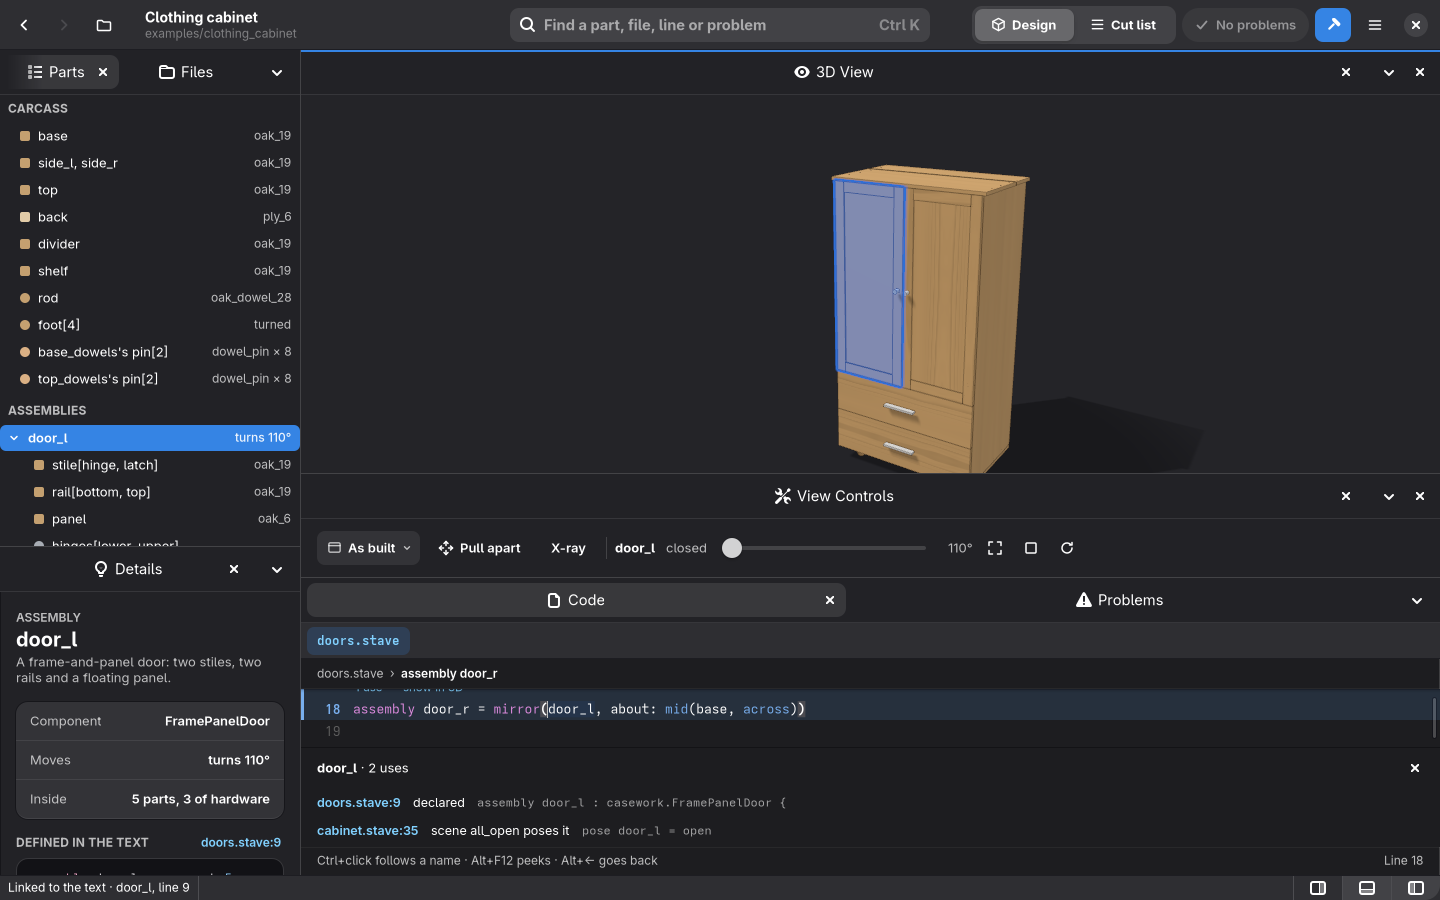 Clothing cabinet
examples/clothing_cabinet
Find a part, file, line or problem
Ctrl K
Design
Cut list
No problems
Parts
Files
3D View
CARCASS
base
oak_19
side_l, side_r
oak_19
top
oak_19
back
ply_6
divider
oak_19
shelf
oak_19
rod
oak_dowel_28
foot[4]
turned
base_dowels's pin[2]
dowel_pin × 8
top_dowels's pin[2]
dowel_pin × 8
ASSEMBLIES
door_l
turns 110°
stile[hinge, latch]
oak_19
rail[bottom, top]
oak_19
panel
oak_6
hinges[lower, upper]
View Controls
As built
Pull apart
X-ray
door_l
closed
110°
Details
Code
Problems
ASSEMBLY
door_l
A frame-and-panel door: two stiles, two
rails and a floating panel.
Component
FramePanelDoor
Moves
turns 110°
Inside
5 parts, 3 of hardware
DEFINED IN THE TEXT
doors.stave:9
doors.stave
doors.stave › assembly door_r
18 assembly door_r = mirror(door_l, about: mid(base, across))
19
door_l · 2 uses
doors.stave:9 declared assembly door_l : casework.FramePanelDoor {
cabinet.stave:35 scene all_open poses it pose door_l = open
Ctrl+click follows a name · Alt+F12 peeks · Alt+← goes back
Line 18
Linked to the text · door_l, line 9